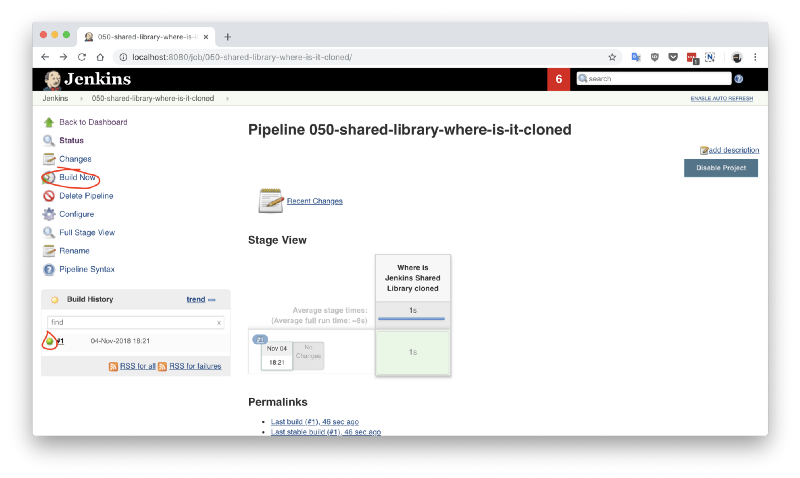 050-shared-library-where-is-it
localhost:8080/job/050-shared-library-where-is-it-cloned/
Jenkins
6
search
Jenkins
050-shared-library-where-is-it-cloned
ENABLE AUTO REFRESH
Back to Dashboard
Status
Changes
Build Now
Delete Pipeline
Configure
Full Stage View
Rename
Pipeline Syntax
Build History
trend
find
x
#1
04-Nov-2018 18:21
RSS for all
RSS for failures
Pipeline 050-shared-library-where-is-it-cloned
add description
Disable Project
Recent Changes
Stage View
Where is
Jenkins Shared
Library cloned
Average stage times:
1s
(Average full run time: ~8s)
Nov 04
18:21
No
Changes
1s
Permalinks
Last build (#1), 46 sec ago
Last stable build (#1), 46 sec ago